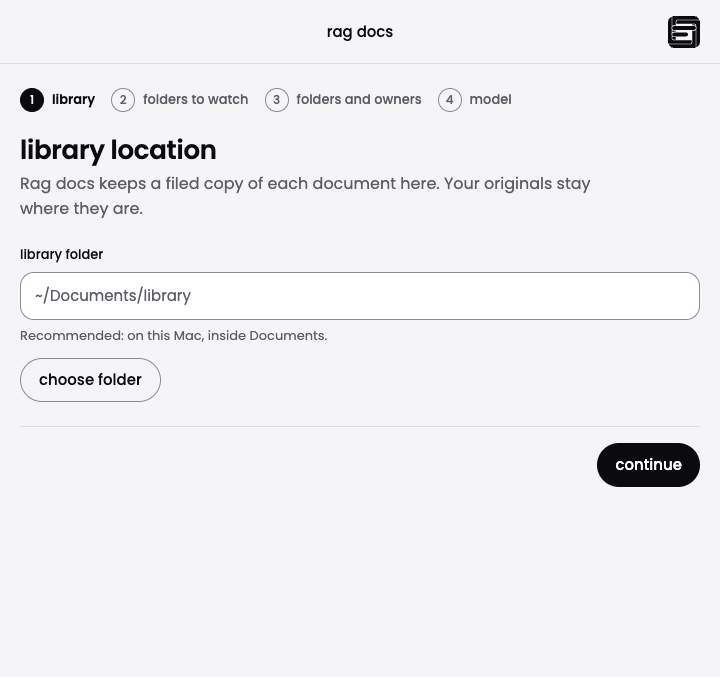 rag docs
1 library 2 folders to watch 3 folders and owners 4 model
library location
Rag docs keeps a filed copy of each document here. Your originals stay
where they are.
library folder
~/Documents/library
Recommended: on this Mac, inside Documents.
choose folder
continue